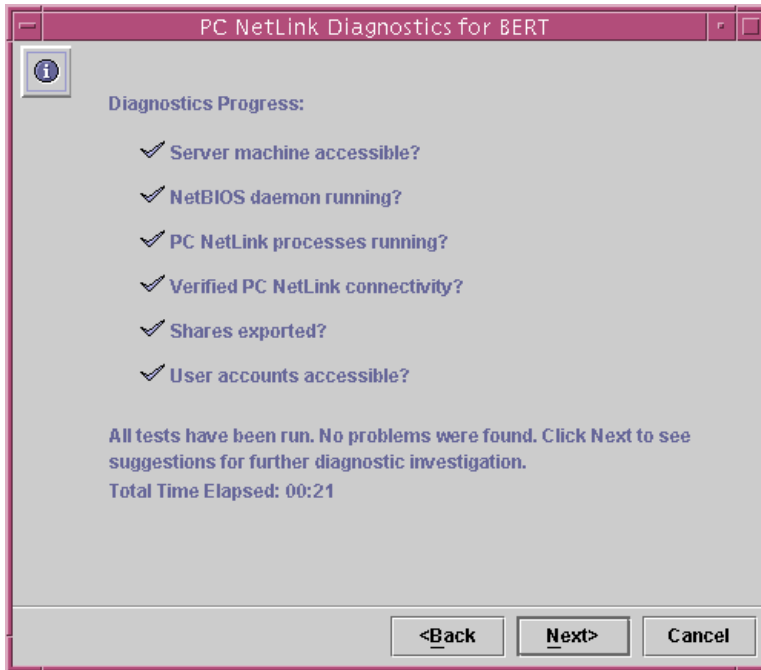 PC NetLink Diagnostics for BERT
Diagnostics Progress:
Server machine accessible?
NetBIOS daemon running?
PC NetLink processes running?
Verified PC NetLink connectivity?
Shares exported?
User accounts accessible?
All tests have been run. No problems were found. Click Next to see
suggestions for further diagnostic investigation.
Total Time Elapsed: 00:21
<Back
Next>
Cancel